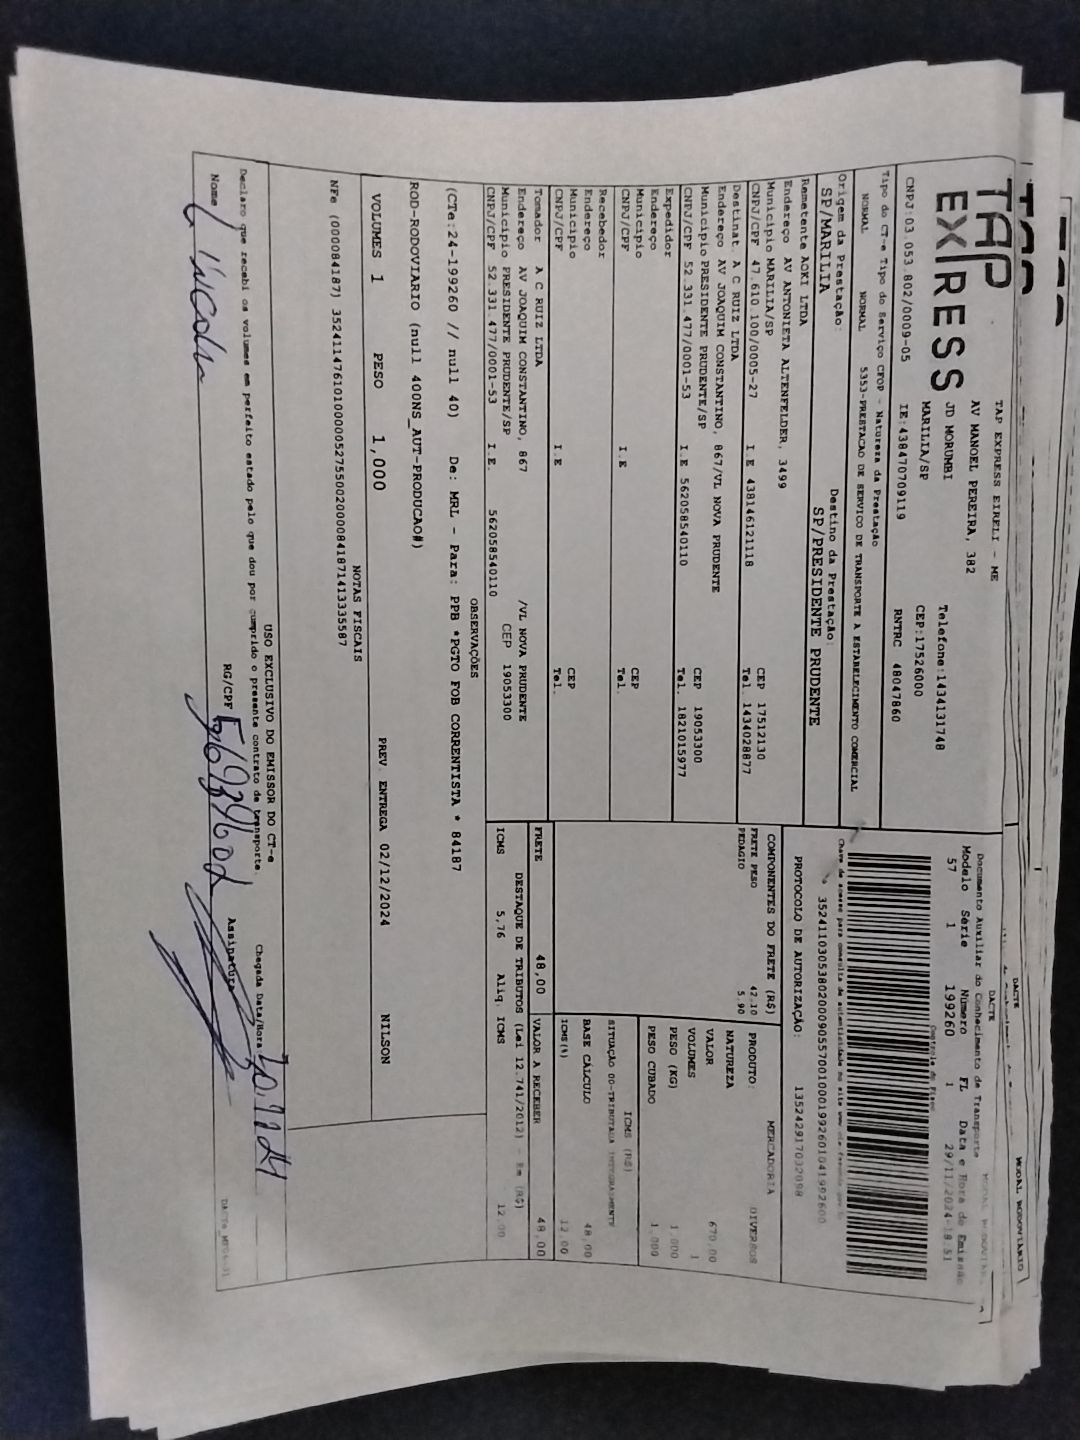 TAP
EXPRESS
TAP EXPRESS EIRELI - ME
AV MANOEL PEREIRA, 382
JD MORUMBI
MARILIA/SP
Telefone:1434131748
CEP:17526000
CNPJ:03.053.802/0009-05
IE:438470709119
RNTRC 48047860
DACTE
MODAL RODOVIÁRIO
Documento Auxiliar do Conhecimento de Transporte
Modelo Série Número FL Data e Hora de Emissão
57 1 199260 1 29/11/2024-18:51
Controle do Fisco
Tipo do CT-e Tipo do Serviço CFOP - Natureza da Prestação
NORMAL NORMAL 5353-PRESTACAO DE SERVICO DE TRANSPORTE A ESTABELECIMENTO COMERCIAL
Origem da Prestação:
SP/MARILIA
Destino da Prestação:
SP/PRESIDENTE PRUDENTE
PROTOCOLO DE AUTORIZAÇÃO:
Remetente AOKI LTDA
Endereço AV ANTONIETA ALTENFELDER, 3499
Município MARILIA/SP CEP 17512130
CNPJ/CPF 47.610.100/0005-27 I.E 438146121118 Tel. 1434028877
Destinat. A C RUIZ LTDA
Endereço AV JOAQUIM CONSTANTINO, 867/VL NOVA PRUDENTE
Município PRESIDENTE PRUDENTE/SP CEP 19053300
CNPJ/CPF 52.331.477/0001-53 I.E 562058540110 Tel. 1821015977
Expedidor
Endereço
Município CEP
CNPJ/CPF I.E Tel.
Recebedor
Endereço
Município CEP
CNPJ/CPF I.E Tel.
Tomador A C RUIZ LTDA
Endereço AV JOAQUIM CONSTANTINO, 867 /VL NOVA PRUDENTE
Município PRESIDENTE PRUDENTE/SP CEP 19053300
CNPJ/CPF 52.331.477/0001-53 I.E. 562058540110
COMPONENTES DO FRETE (R$)
FRETE PESO 42.10
PEDAGIO 5.90
PRODUTO: MERCADORIA
NATUREZA DIVERSOS
VALOR 670,00
VOLUMES 1
PESO (KG) 1.000
PESO CUBADO 1.000
ICMS (R$)
BASE CÁLCULO 48,00
ICMS(%) 12,00
FRETE 48,00
VALOR A RECEBER 48,00
DESTAQUE DE TRIBUTOS (Lei 12.741/2012) - Em (R$)
ICMS 5,76 Aliq. ICMS 12,00
OBSERVAÇÕES
(CTe:24-199260 // null 40) De: MRL - Para: PPB *PGTO FOB CORRENTISTA * 84187
ROD-RODOVIARIO (null 400NS_AUT-PRODUCAO#)
VOLUMES 1 PESO 1,000 PREV. ENTREGA 02/12/2024 NILSON
NOTAS FISCAIS
USO EXCLUSIVO DO EMISSOR DO CT-e
Declaro que recebi os volumes em perfeito estado pelo que dou por cumprido o presente contrato de transporte.
Chegada Data/Hora
Nome
RG/CPF
Assinatura